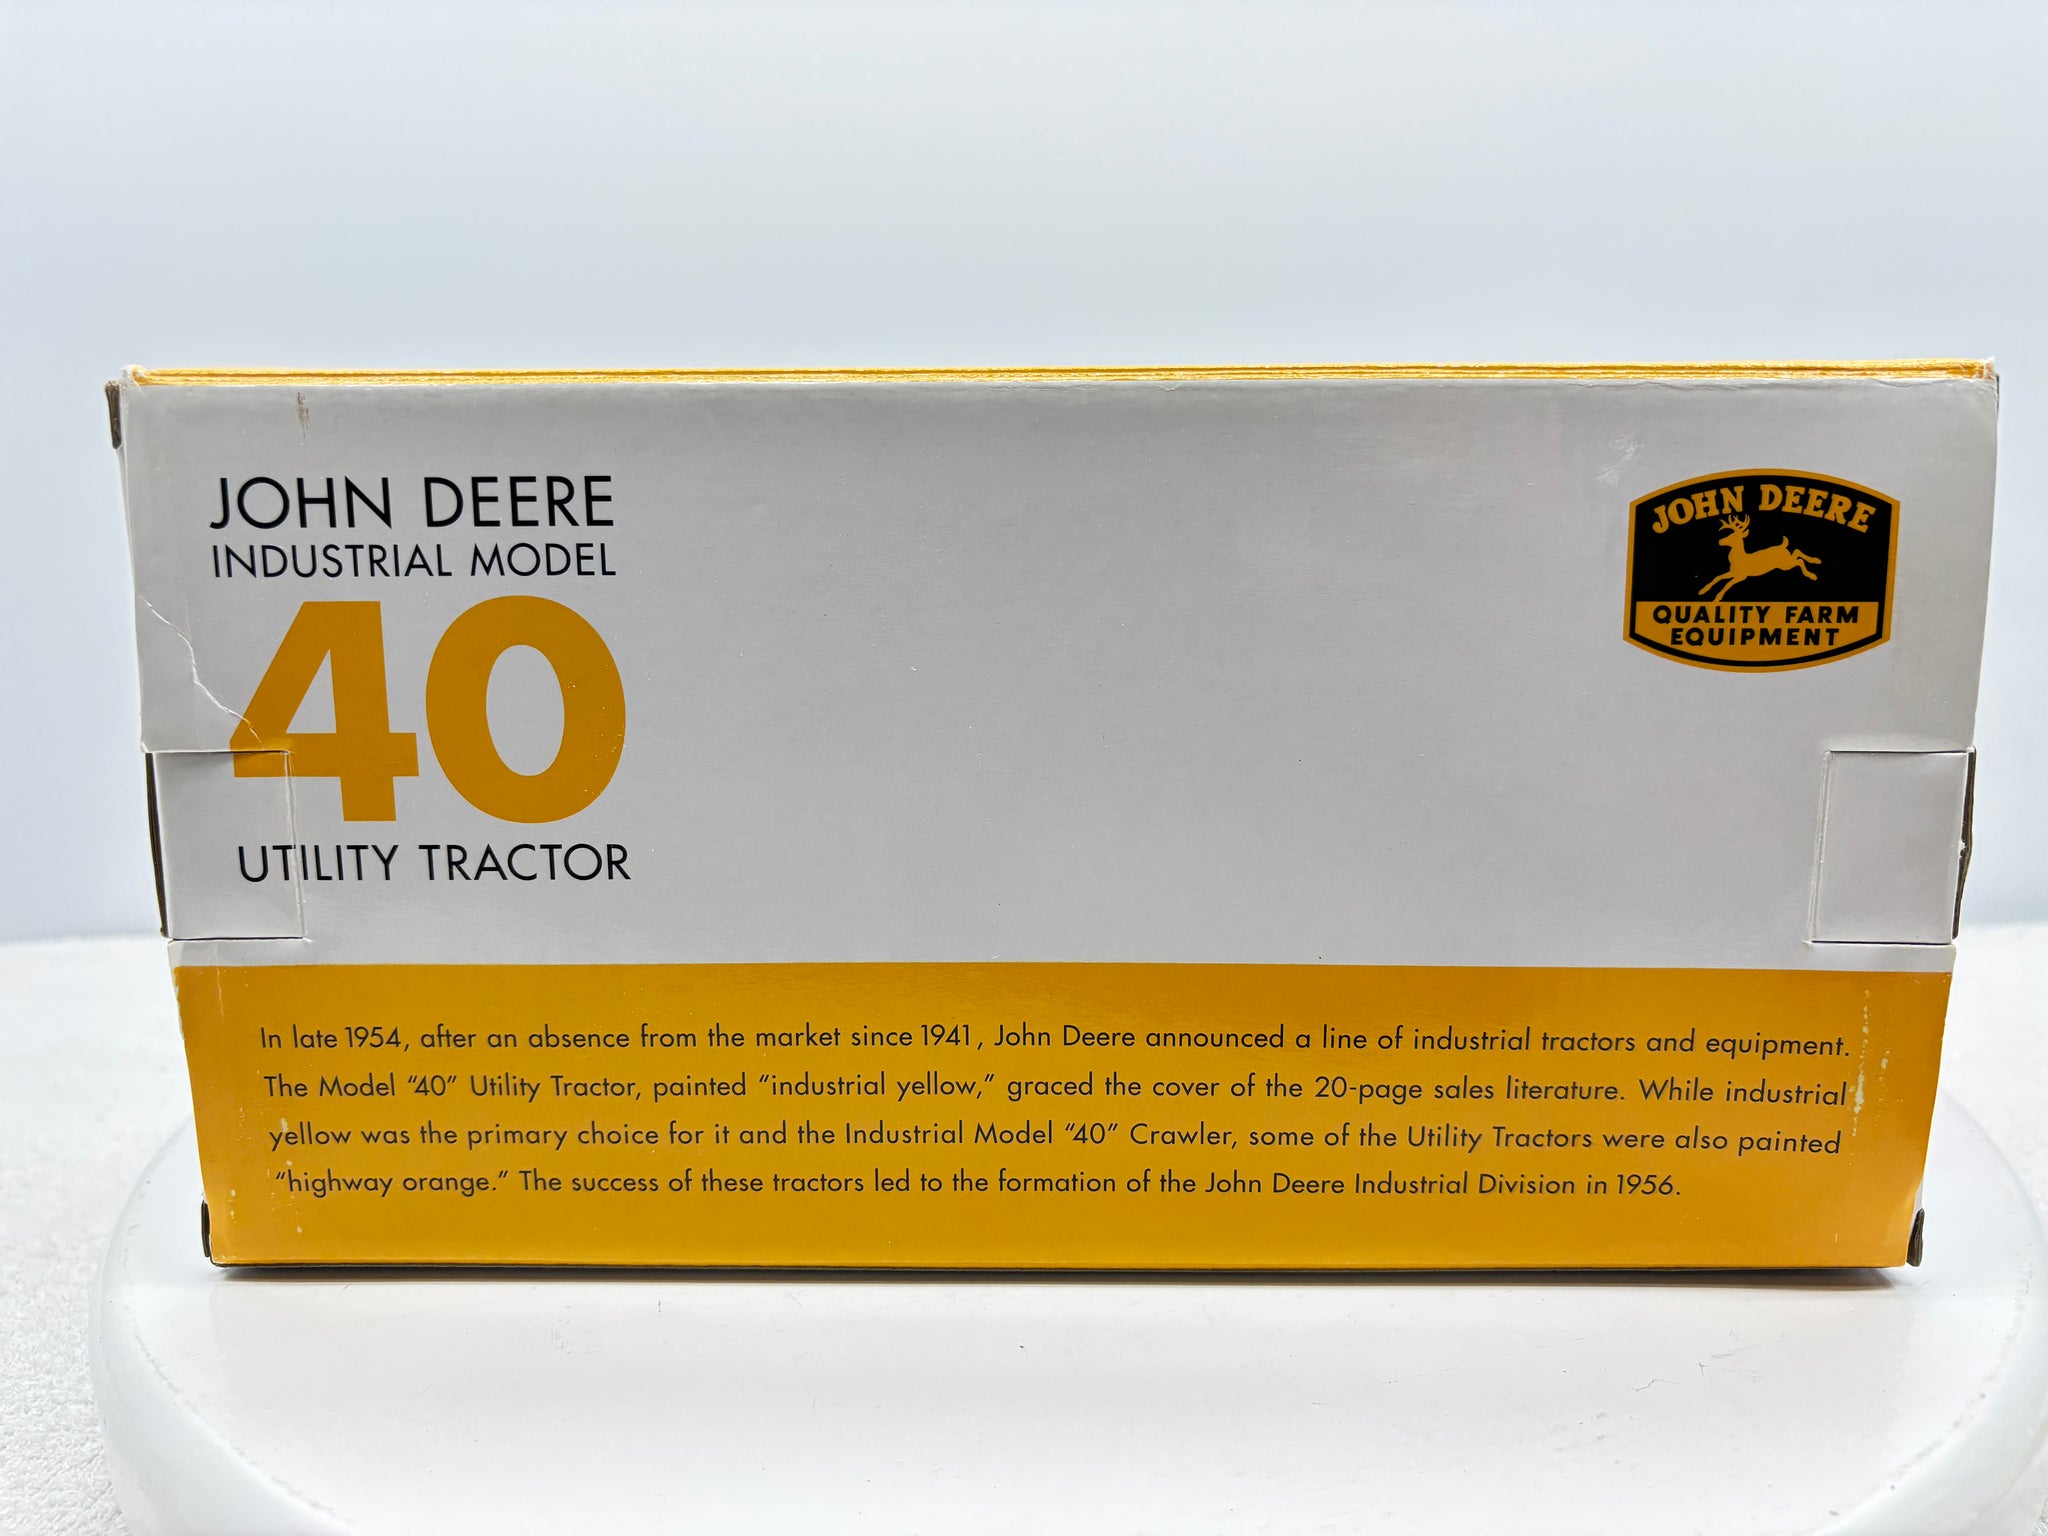 JOHN DEERE
INDUSTRIAL MODEL
40
UTILITY TRACTOR
JOHN DEERE
QUALITY FARM
EQUIPMENT
In late 1954, after an absence from the market since 1941, John Deere announced a line of industrial tractors and equipment.
The Model “40” Utility Tractor, painted “industrial yellow,” graced the cover of the 20-page sales literature. While industrial
yellow was the primary choice for it and the Industrial Model “40” Crawler, some of the Utility Tractors were also painted
“highway orange.” The success of these tractors led to the formation of the John Deere Industrial Division in 1956.